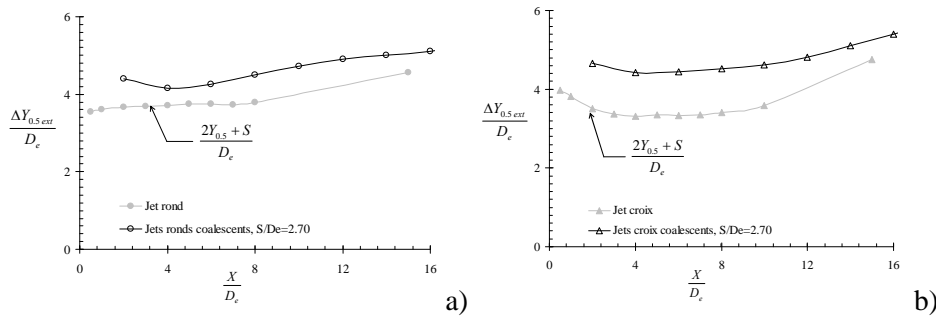 6
4
2
0
ΔY0.5 ext
De
2Y0.5 + S
De
Jet rond
Jets ronds coalescents, S/De=2.70
0 4 8 12 16
X
De
a)
6
4
2
0
ΔY0.5 ext
De
2Y0.5 + S
De
Jet croix
Jets croix coalescents, S/De=2.70
0 4 8 12 16
X
De
b)